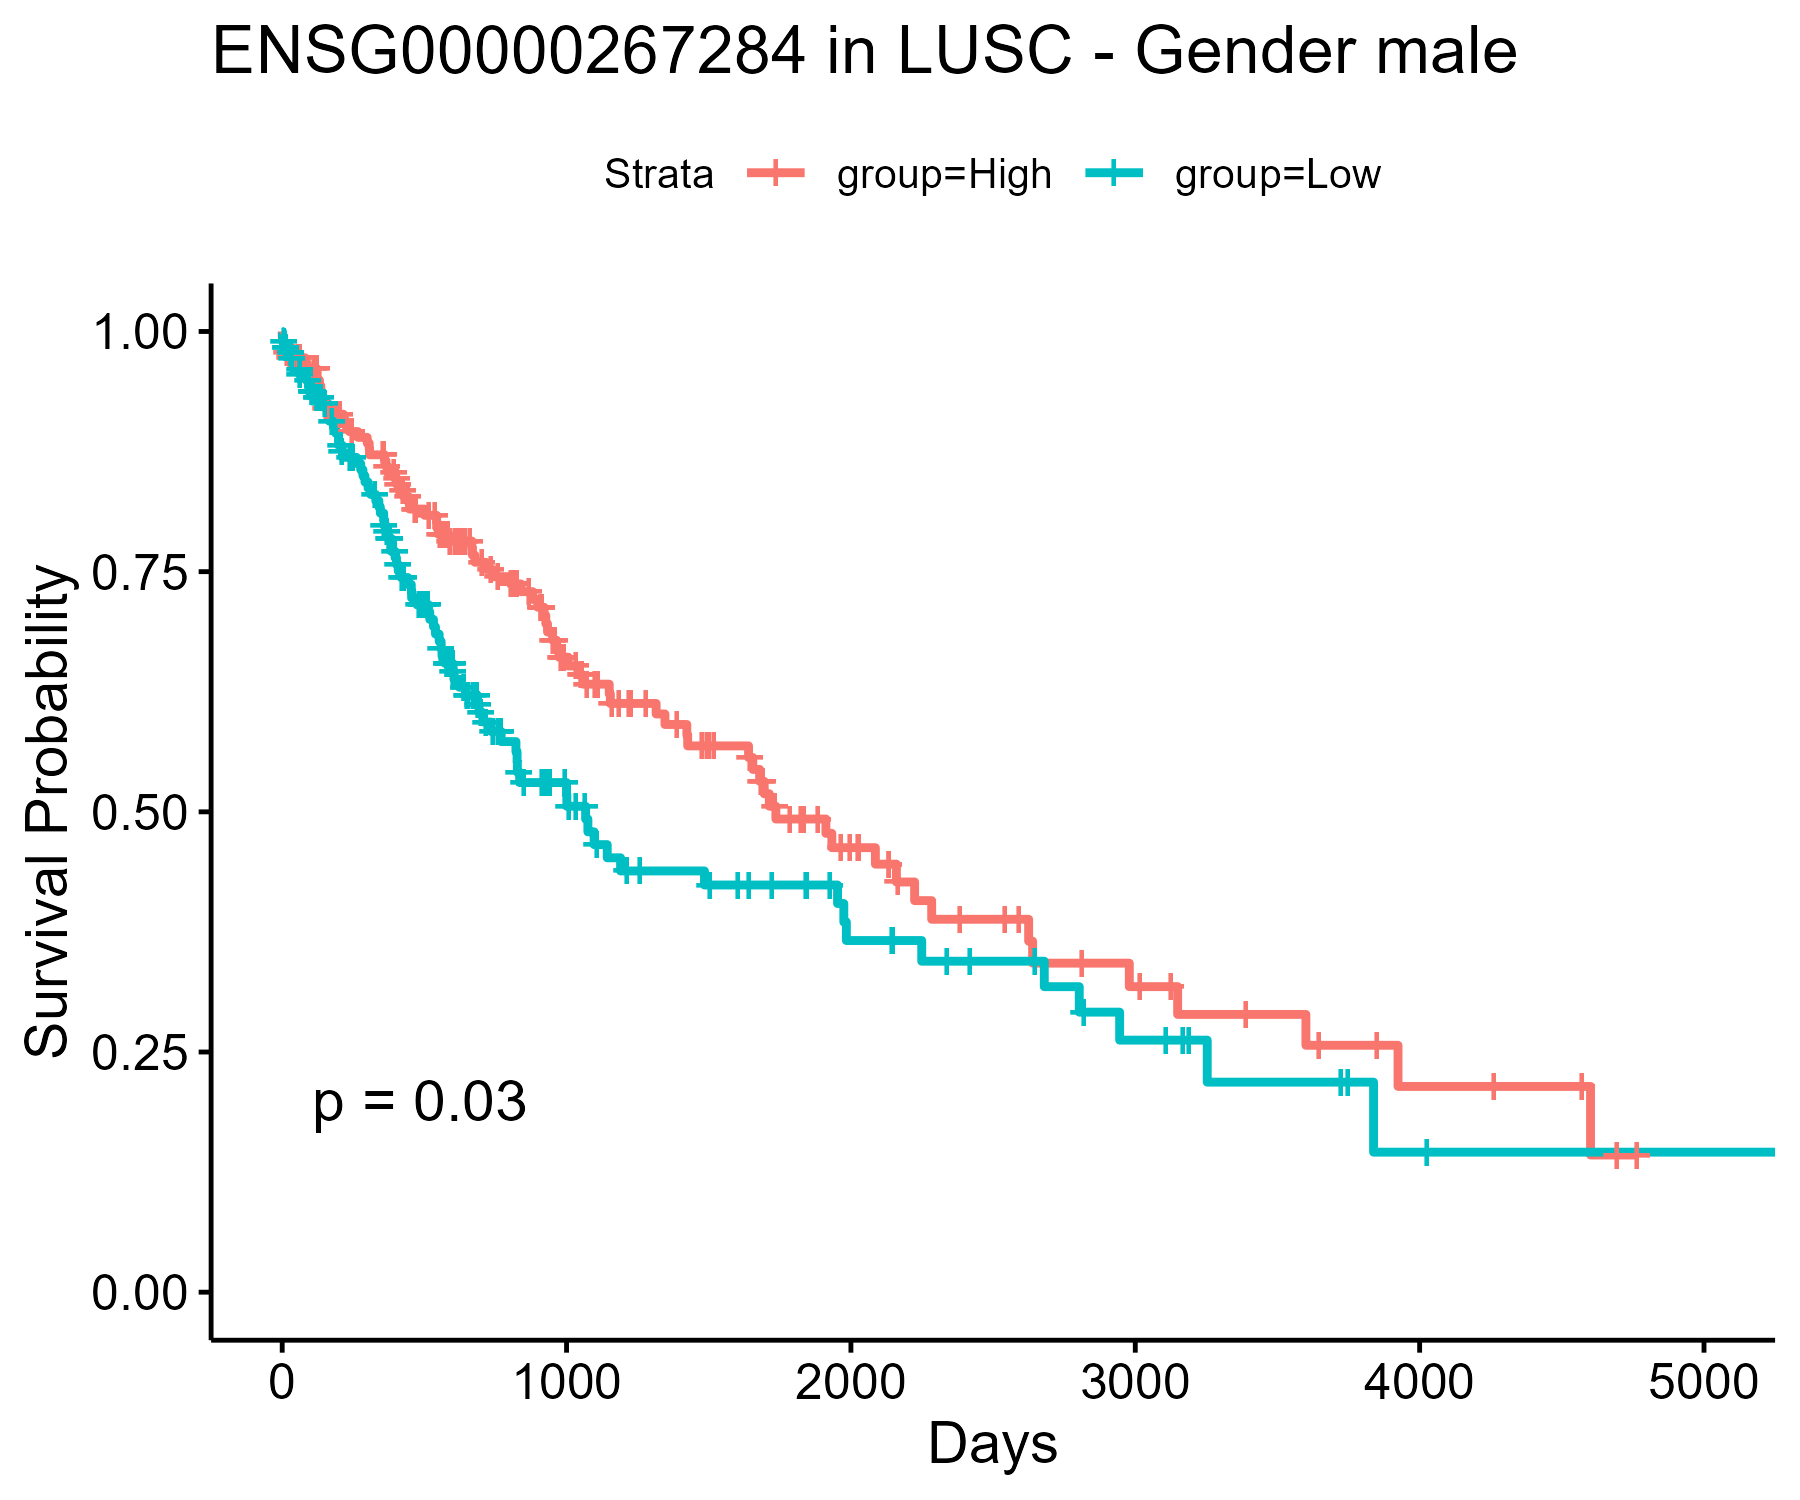 ENSG00000267284 in LUSC - Gender male
Strata group=High group=Low
Survival Probability
1.00
0.75
0.50
0.25
0.00
p = 0.03
0 1000 2000 3000 4000 5000
Days